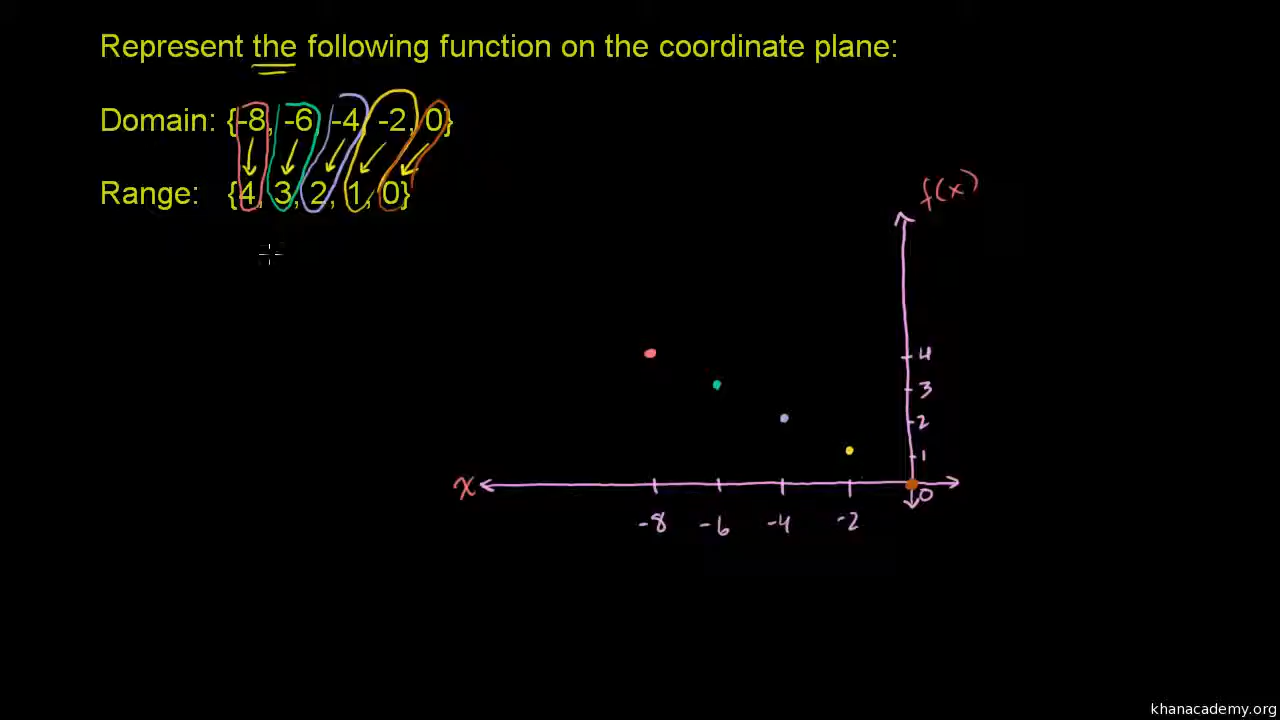 Represent the following function on the coordinate plane:
Domain: {-8, -6, -4, -2, 0}
Range: {4, 3, 2, 1, 0}
f(x)
4
3
2
1
x
0
-8 -6 -4 -2
khanacademy.org